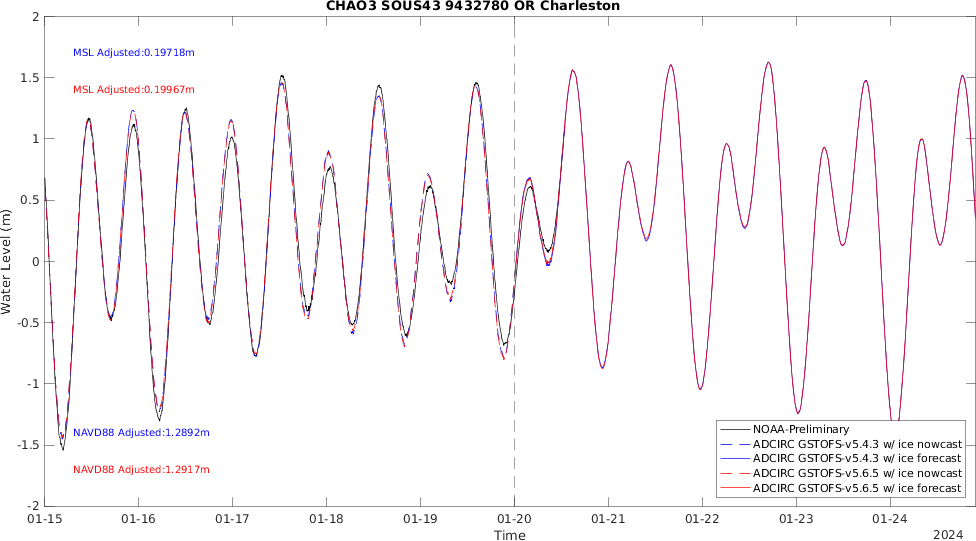 CHAO3 SOUS43 9432780 OR Charleston
2
1.5
1
0.5
0
-0.5
-1
-1.5
-2
Water Level (m)
MSL Adjusted:0.19718m
MSL Adjusted:0.19967m
NAVD88 Adjusted:1.2892m
NAVD88 Adjusted:1.2917m
NOAA-Preliminary
ADCIRC GSTOFS-v5.4.3 w/ ice nowcast
ADCIRC GSTOFS-v5.4.3 w/ ice forecast
ADCIRC GSTOFS-v5.6.5 w/ ice nowcast
ADCIRC GSTOFS-v5.6.5 w/ ice forecast
01-15 01-16 01-17 01-18 01-19 01-20 01-21 01-22 01-23 01-24
Time
2024